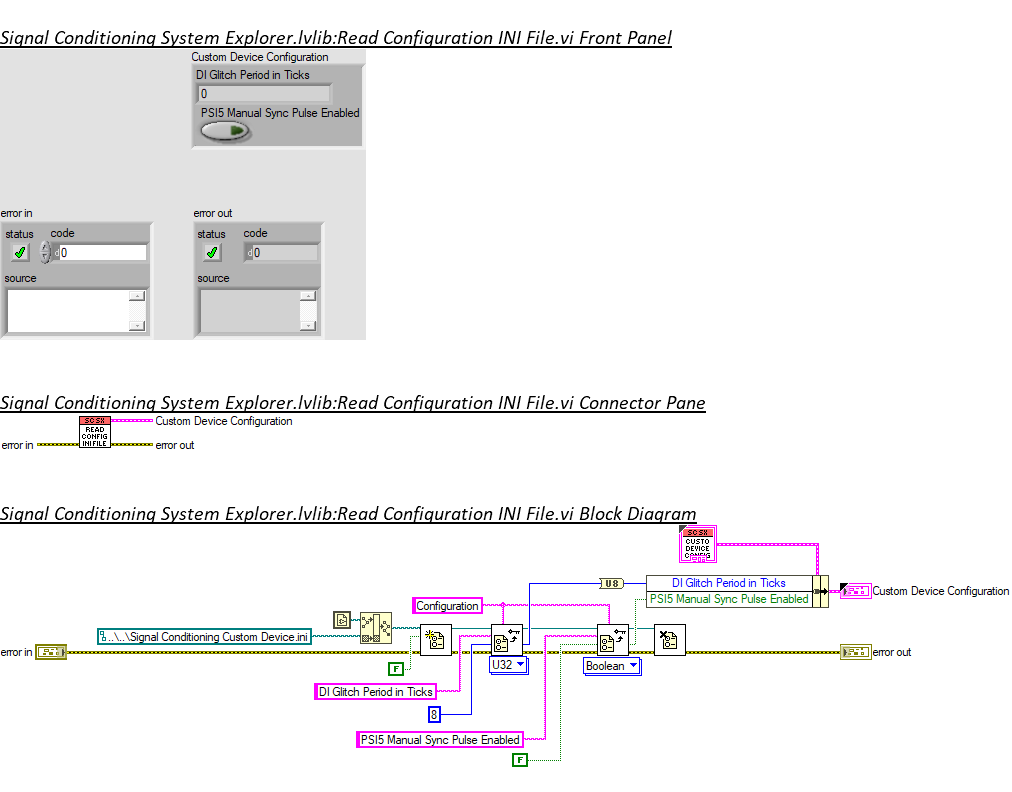 Signal Conditioning System Explorer.lvlib:Read Configuration INI File.vi Front Panel
Custom Device Configuration
DI Glitch Period in Ticks
0
PSI5 Manual Sync Pulse Enabled
error in
error out
status code
status code
d 0
d 0
source
source
Signal Conditioning System Explorer.lvlib:Read Configuration INI File.vi Connector Pane
SCSX
READ
CONFIG
INI FILE
Custom Device Configuration
error in
error out
Signal Conditioning System Explorer.lvlib:Read Configuration INI File.vi Block Diagram
SCSX
CUSTO
DEVICE
CONFIG
U8
DI Glitch Period in Ticks
PSI5 Manual Sync Pulse Enabled
Custom Device Configuration
Configuration
..\..\Signal Conditioning Custom Device.ini
error in
error out
F
U32
Boolean
DI Glitch Period in Ticks
8
PSI5 Manual Sync Pulse Enabled
F